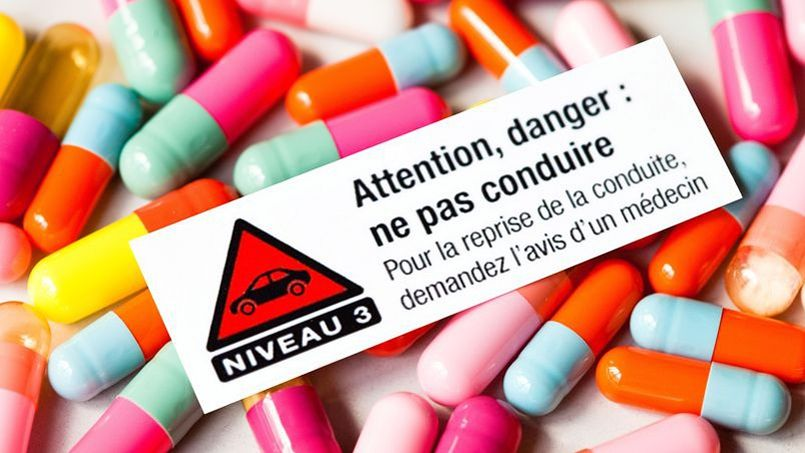 Attention, danger :
ne pas conduire
Pour la reprise de la conduite,
demandez l'avis d'un médecin
NIVEAU 3